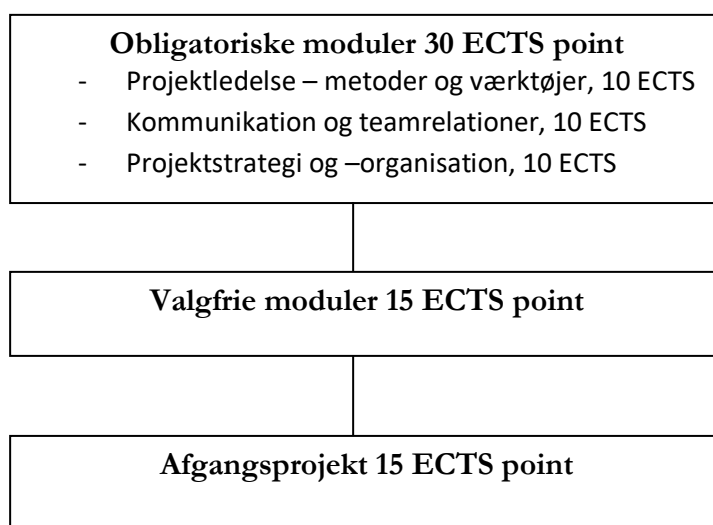 Obligatoriske moduler 30 ECTS point
- Projektledelse – metoder og værktøjer, 10 ECTS
- Kommunikation og teamrelationer, 10 ECTS
- Projektstrategi og –organisation, 10 ECTS
Valgfrie moduler 15 ECTS point
Afgangsprojekt 15 ECTS point